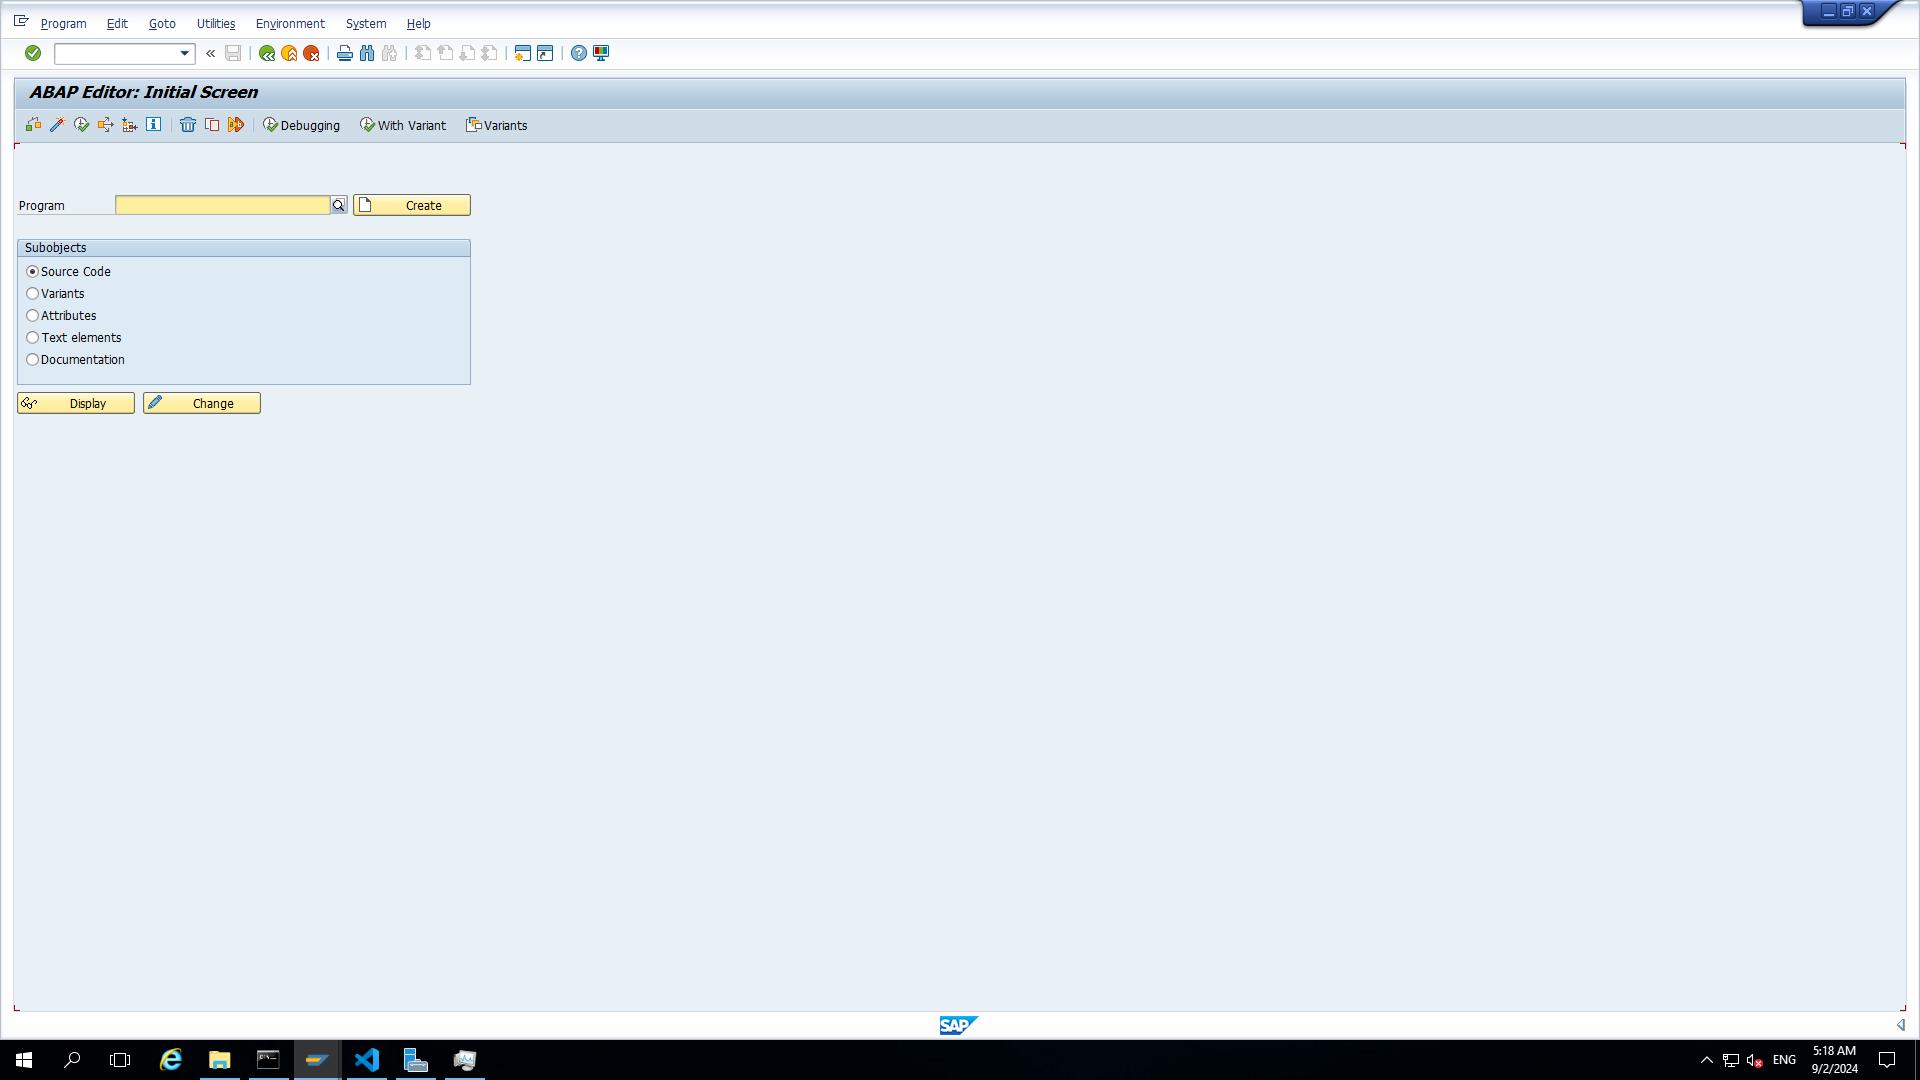 Program Edit Goto Utilities Environment System Help
ABAP Editor: Initial Screen
Debugging With Variant Variants
Program Create
Subobjects
Source Code
Variants
Attributes
Text elements
Documentation
Display Change
SAP
ENG 5:18 AM
9/2/2024